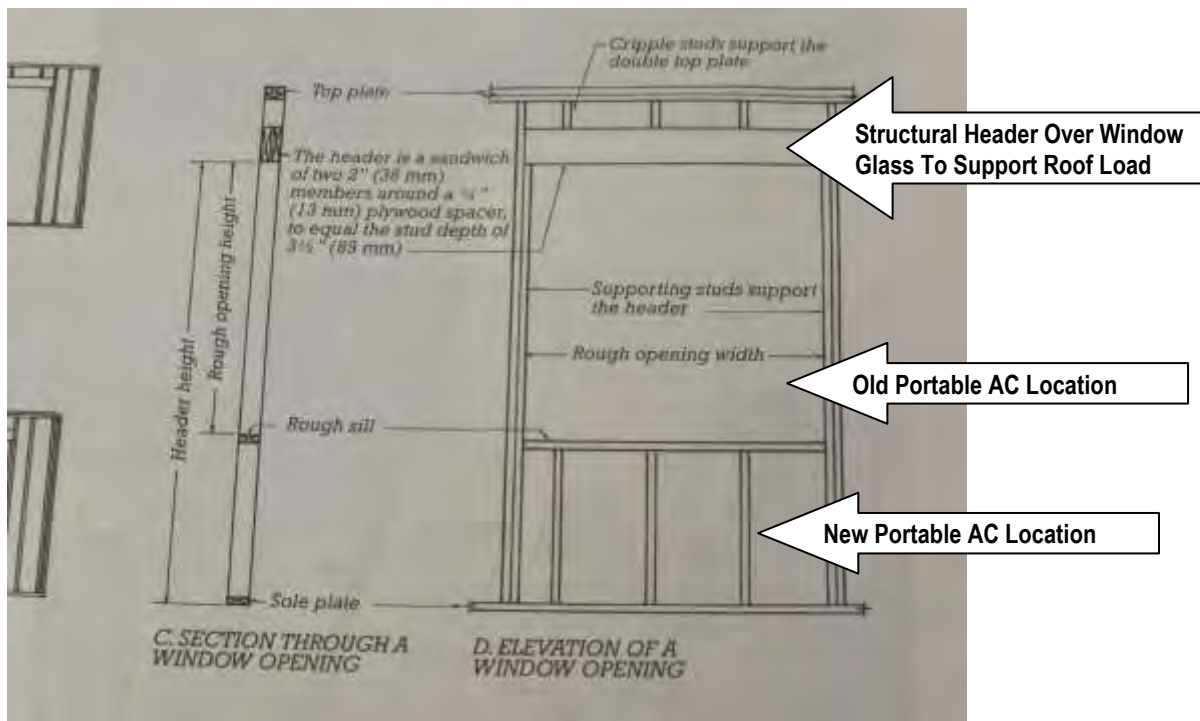 Cripple studs support the
double top plate
Top plate
The header is a sandwich
of two 2" (38 mm)
members around a
(13 mm) plywood spacer,
to equal the stud depth of
3½" (89 mm)
Header height
Rough opening height
Supporting studs support
the header
Rough opening width
Rough sill
Sole plate
C. SECTION THROUGH A
WINDOW OPENING
D. ELEVATION OF A
WINDOW OPENING
Structural Header Over Window
Glass To Support Roof Load
Old Portable AC Location
New Portable AC Location